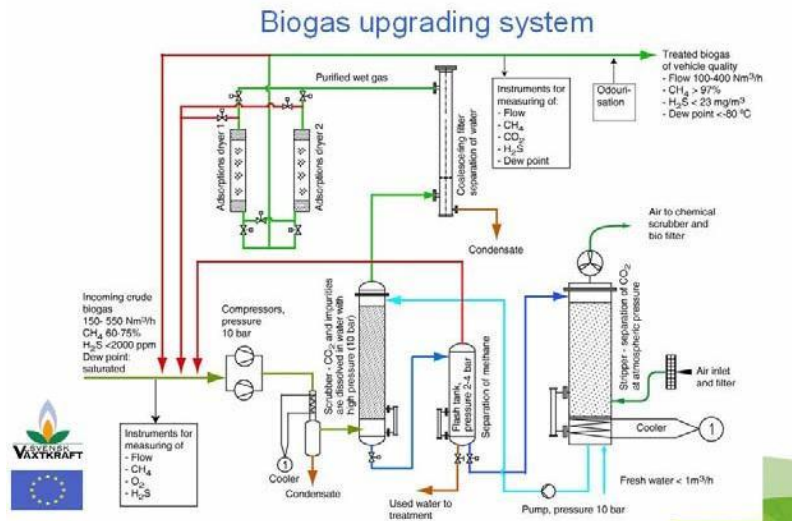 Biogas upgrading system
Purified wet gas
Adsorptions dryer 1
Adsorptions dryer 2
Coalescering filter
separation of water
Instruments for
measuring of:
- Flow
- CH₄
- CO₂
- H₂S
- Dew point
Odouri-
sation
Treated biogas
of vehicle quality
- Flow 100-400 Nm³/h
- CH₄ > 97%
- H₂S < 23 mg/m³
- Dew point <-80 ºC
Condensate
Air to chemical
scrubber and
bio filter
Incoming crude
biogas
150- 550 Nm³/h
CH₄ 60-75%
H₂S <2000 ppm
Dew point:
saturated
Compressors,
pressure
10 bar
Scrubber - CO₂ and impurities
are dissolved in water with
high pressure (10 bar)
Flash tank,
pressure 2-4 bar
Separation of methane
Stripper - separation of CO₂
at atmospheric pressure
Air inlet
and filter
Cooler
1
Instruments for
measuring of
- Flow
- CH₄
- O₂
- H₂S
1
Cooler
Condensate
Used water to
treatment
Pump, pressure 10 bar
Fresh water < 1m³/h
SVENSK
VÄXTKRAFT